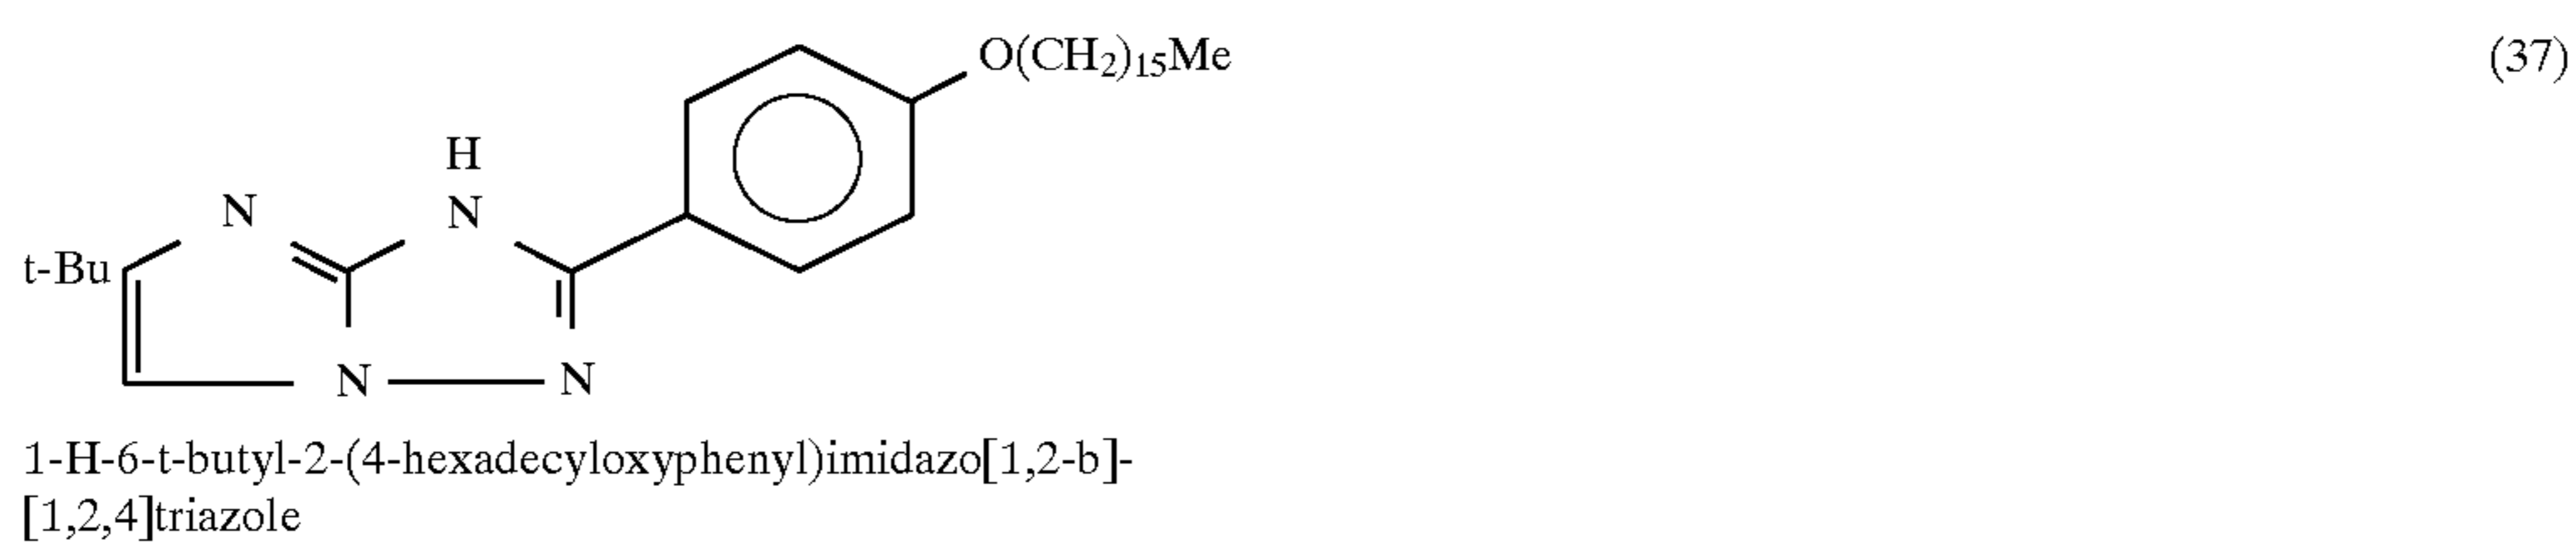 O(CH2)15Me
(37)
H
N
N
t-Bu
N
N
1-H-6-t-butyl-2-(4-hexadecyloxyphenyl)imidazo[1,2-b]-
[1,2,4]triazole